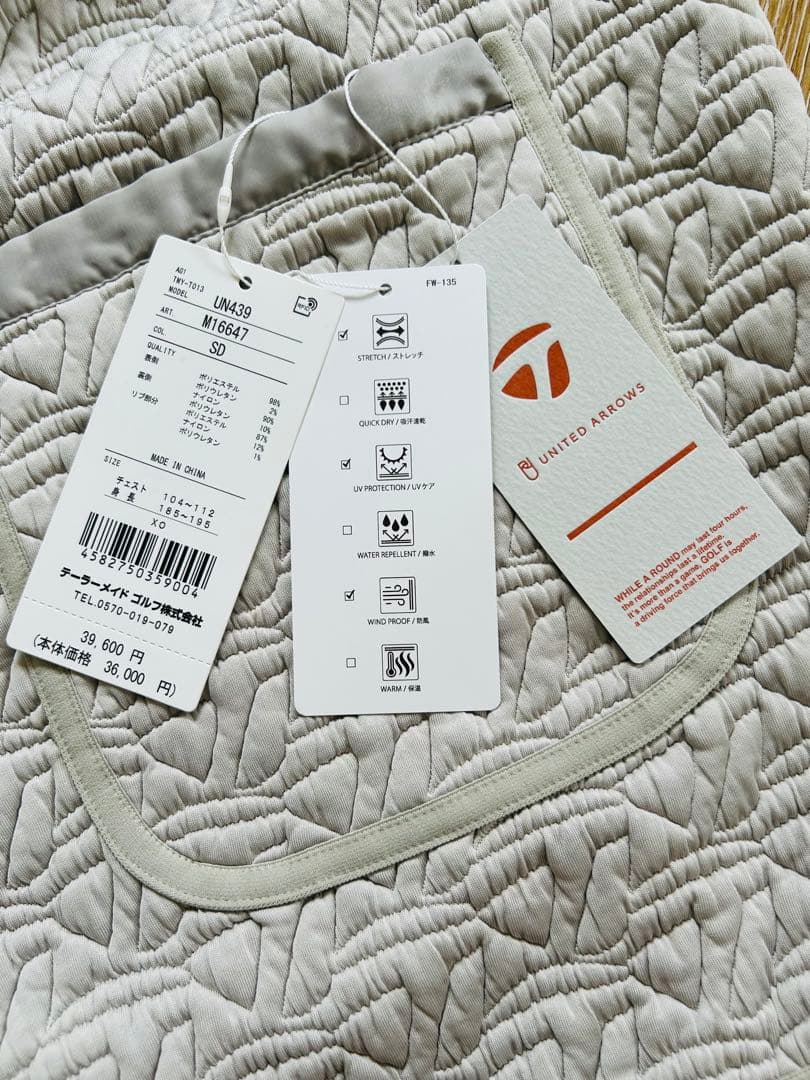 AG1
TMY-T013
MODEL UN439
ART. M16647
COL. SD
QUALITY
表側 ポリエステル 98%
ポリウレタン 2%
裏側 ナイロン 90%
ポリウレタン 10%
リブ部分 ポリエステル 87%
ナイロン 12%
ポリウレタン 1%
MADE IN CHINA
SIZE
チェスト 104~112
身長 185~195
XO
4582750359004
テーラーメイド ゴルフ株式会社
TEL.0570-019-079
39,600 円
(本体価格 36,000 円)
RFID
FW-135
STRETCH / ストレッチ
QUICK DRY / 吸汗速乾
UV PROTECTION / UVケア
WATER REPELLENT / 撥水
WIND PROOF / 防風
WARM / 保温
UNITED ARROWS
WHILE A ROUND may last four hours,
the relationships last a lifetime.
It's more than a game, GOLF is
a driving force that brings us together.